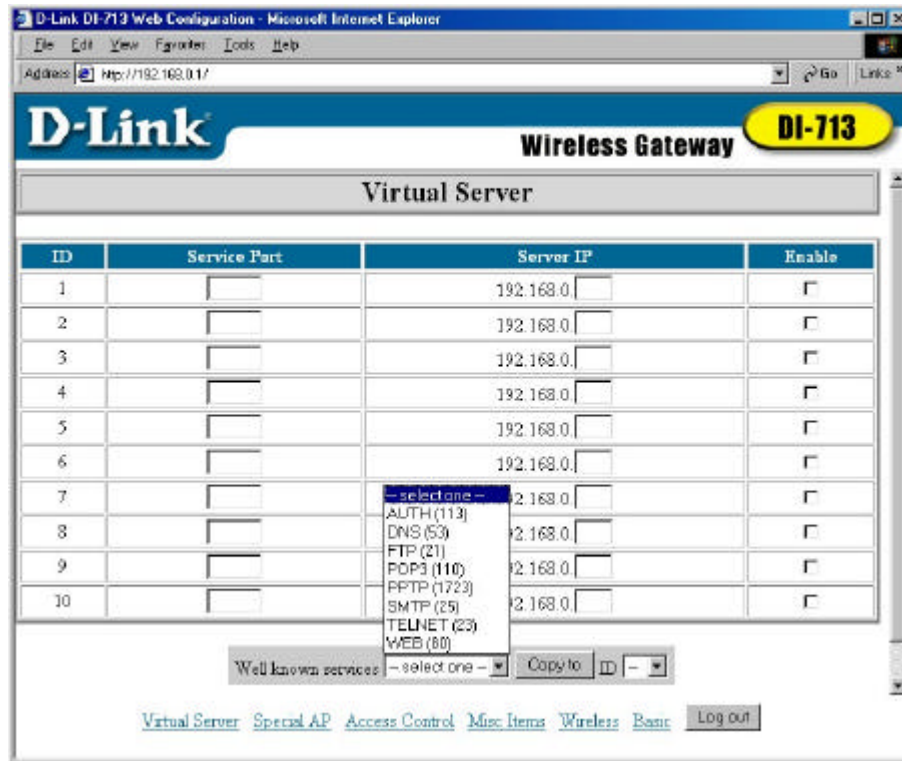 D-Link DI-713 Web Configuration - Microsoft Internet Explorer
File Edit View Favorites Tools Help
Address http://192.168.0.1/ Go Links »
D-Link
Wireless Gateway DI-713
Virtual Server
ID Service Port Server IP Enable
1 192.168.0.
2 192.168.0.
3 192.168.0.
4 192.168.0.
5 192.168.0.
6 192.168.0.
7 2.168.0.
8 2.168.0.
9 2.168.0.
10 2.168.0.
-- select one --
AUTH (113)
DNS (53)
FTP (21)
POP3 (110)
PPTP (1723)
SMTP (25)
TELNET (23)
WEB (80)
Well known services -- select one -- Copy to ID --
Virtual Server Special AP Access Control Misc Items Wireless Basic Log out